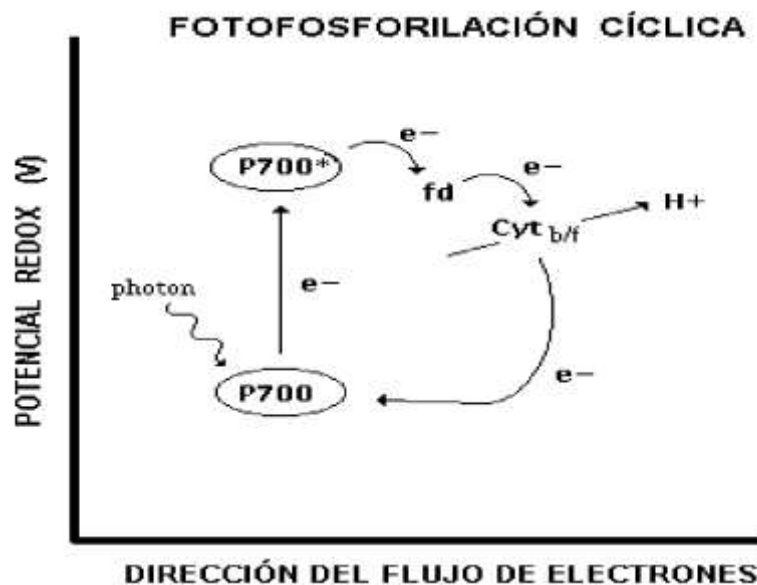 FOTOFOSFORILACIÓN CÍCLICA
POTENCIAL REDOX (V)
e-
P700*
e-
fd
H+
Cyt b/f
photon
e-
e-
P700
DIRECCIÓN DEL FLUJO DE ELECTRONES